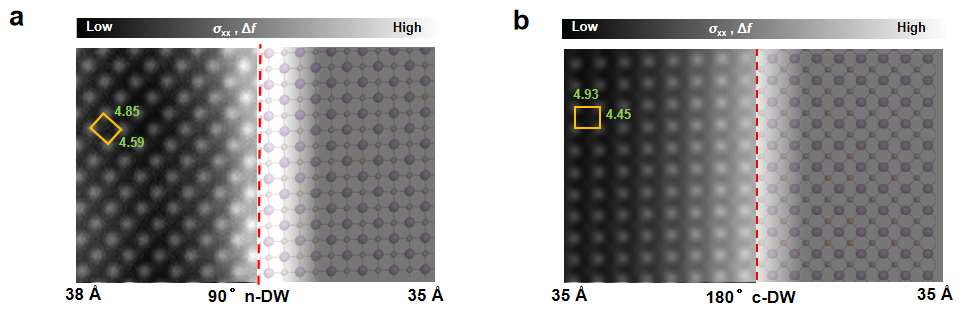 a
Low σxx , Δf High
4.85
4.59
38 Å 90° n-DW 35 Å
b
Low σxx , Δf High
4.93
4.45
35 Å 180° c-DW 35 Å